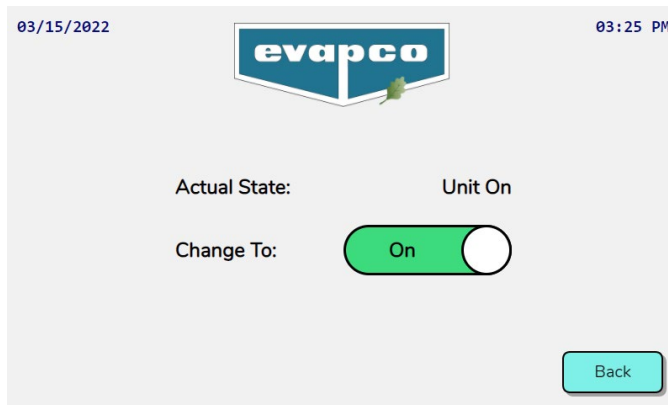 03/15/2022
03:25 PM
evapco
Actual State: Unit On
Change To: On
Back